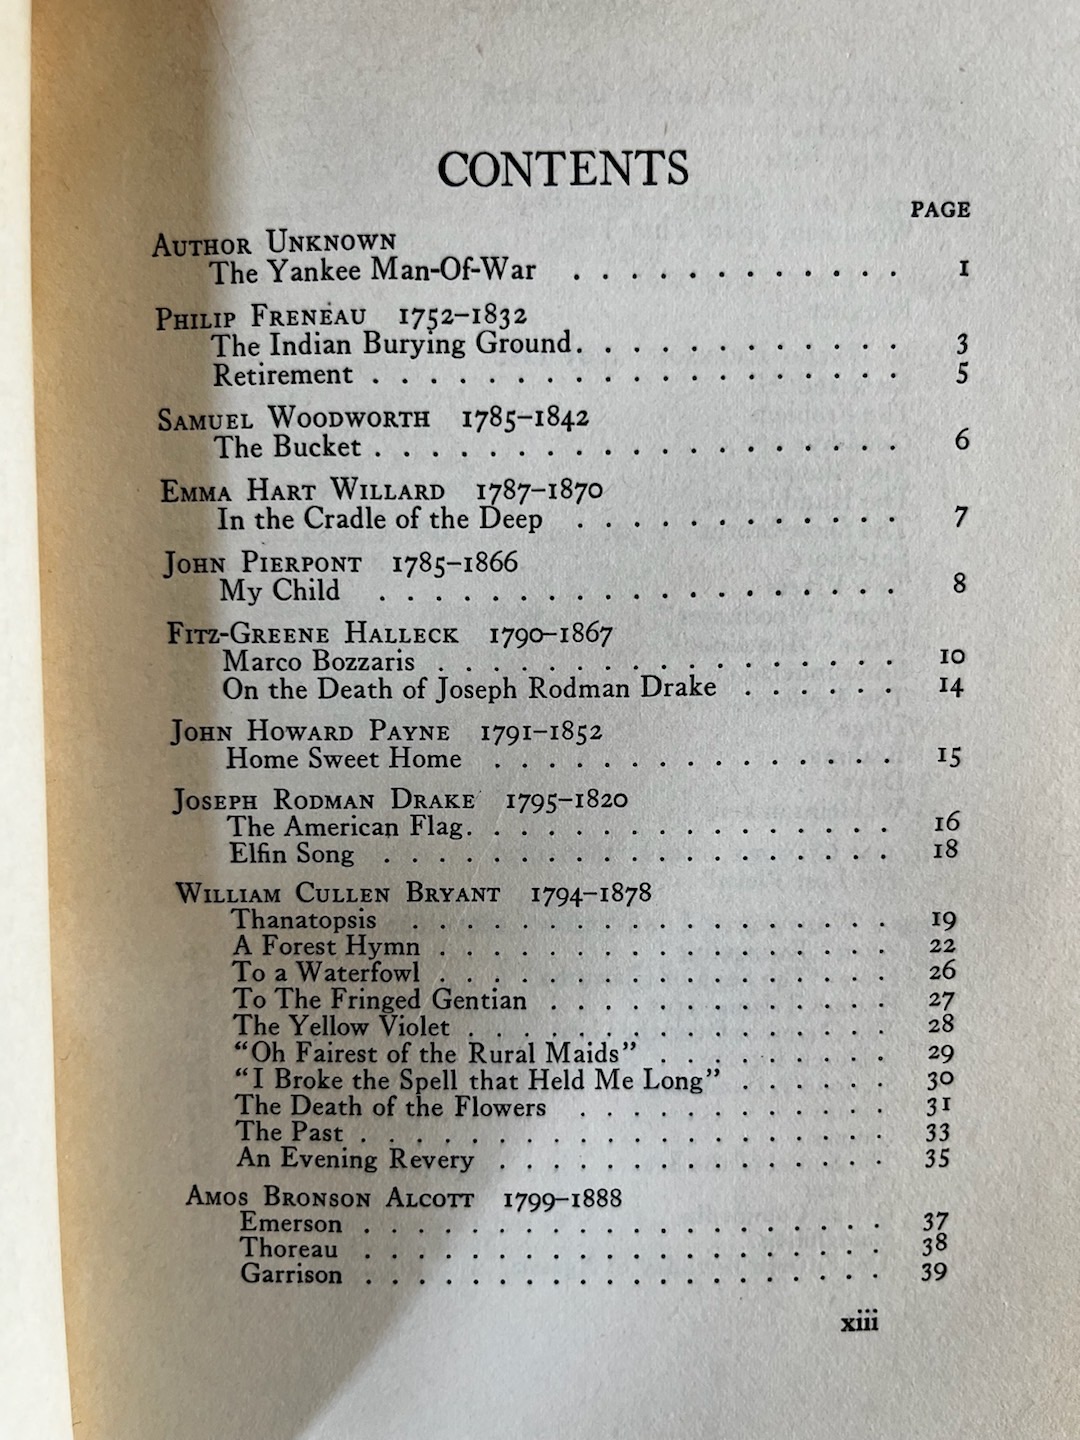 CONTENTS
PAGE
AUTHOR UNKNOWN
The Yankee Man-Of-War . . . . . . . . . . . . 1
PHILIP FRENEAU 1752–1832
The Indian Burying Ground. . . . . . . . . . . . 3
Retirement . . . . . . . . . . . . . . . . . . . 5
SAMUEL WOODWORTH 1785–1842
The Bucket . . . . . . . . . . . . . . . . . . . 6
EMMA HART WILLARD 1787–1870
In the Cradle of the Deep . . . . . . . . . . . . 7
JOHN PIERPONT 1785–1866
My Child . . . . . . . . . . . . . . . . . . . 8
FITZ-GREENE HALLECK 1790–1867
Marco Bozzaris . . . . . . . . . . . . . . . . . 10
On the Death of Joseph Rodman Drake . . . . . . 14
JOHN HOWARD PAYNE 1791–1852
Home Sweet Home . . . . . . . . . . . . . . . 15
JOSEPH RODMAN DRAKE 1795–1820
The American Flag. . . . . . . . . . . . . . . . 16
Elfin Song . . . . . . . . . . . . . . . . . . . 18
WILLIAM CULLEN BRYANT 1794–1878
Thanatopsis . . . . . . . . . . . . . . . . . . 19
A Forest Hymn . . . . . . . . . . . . . . . . . 22
To a Waterfowl . . . . . . . . . . . . . . . . . 26
To The Fringed Gentian . . . . . . . . . . . . . 27
The Yellow Violet . . . . . . . . . . . . . . . . 28
“Oh Fairest of the Rural Maids” . . . . . . . . . 29
“I Broke the Spell that Held Me Long” . . . . . . 30
The Death of the Flowers . . . . . . . . . . . . 31
The Past . . . . . . . . . . . . . . . . . . . . 33
An Evening Revery . . . . . . . . . . . . . . . 35
AMOS BRONSON ALCOTT 1799–1888
Emerson . . . . . . . . . . . . . . . . . . . . 37
Thoreau . . . . . . . . . . . . . . . . . . . . 38
Garrison . . . . . . . . . . . . . . . . . . . . 39
xiii